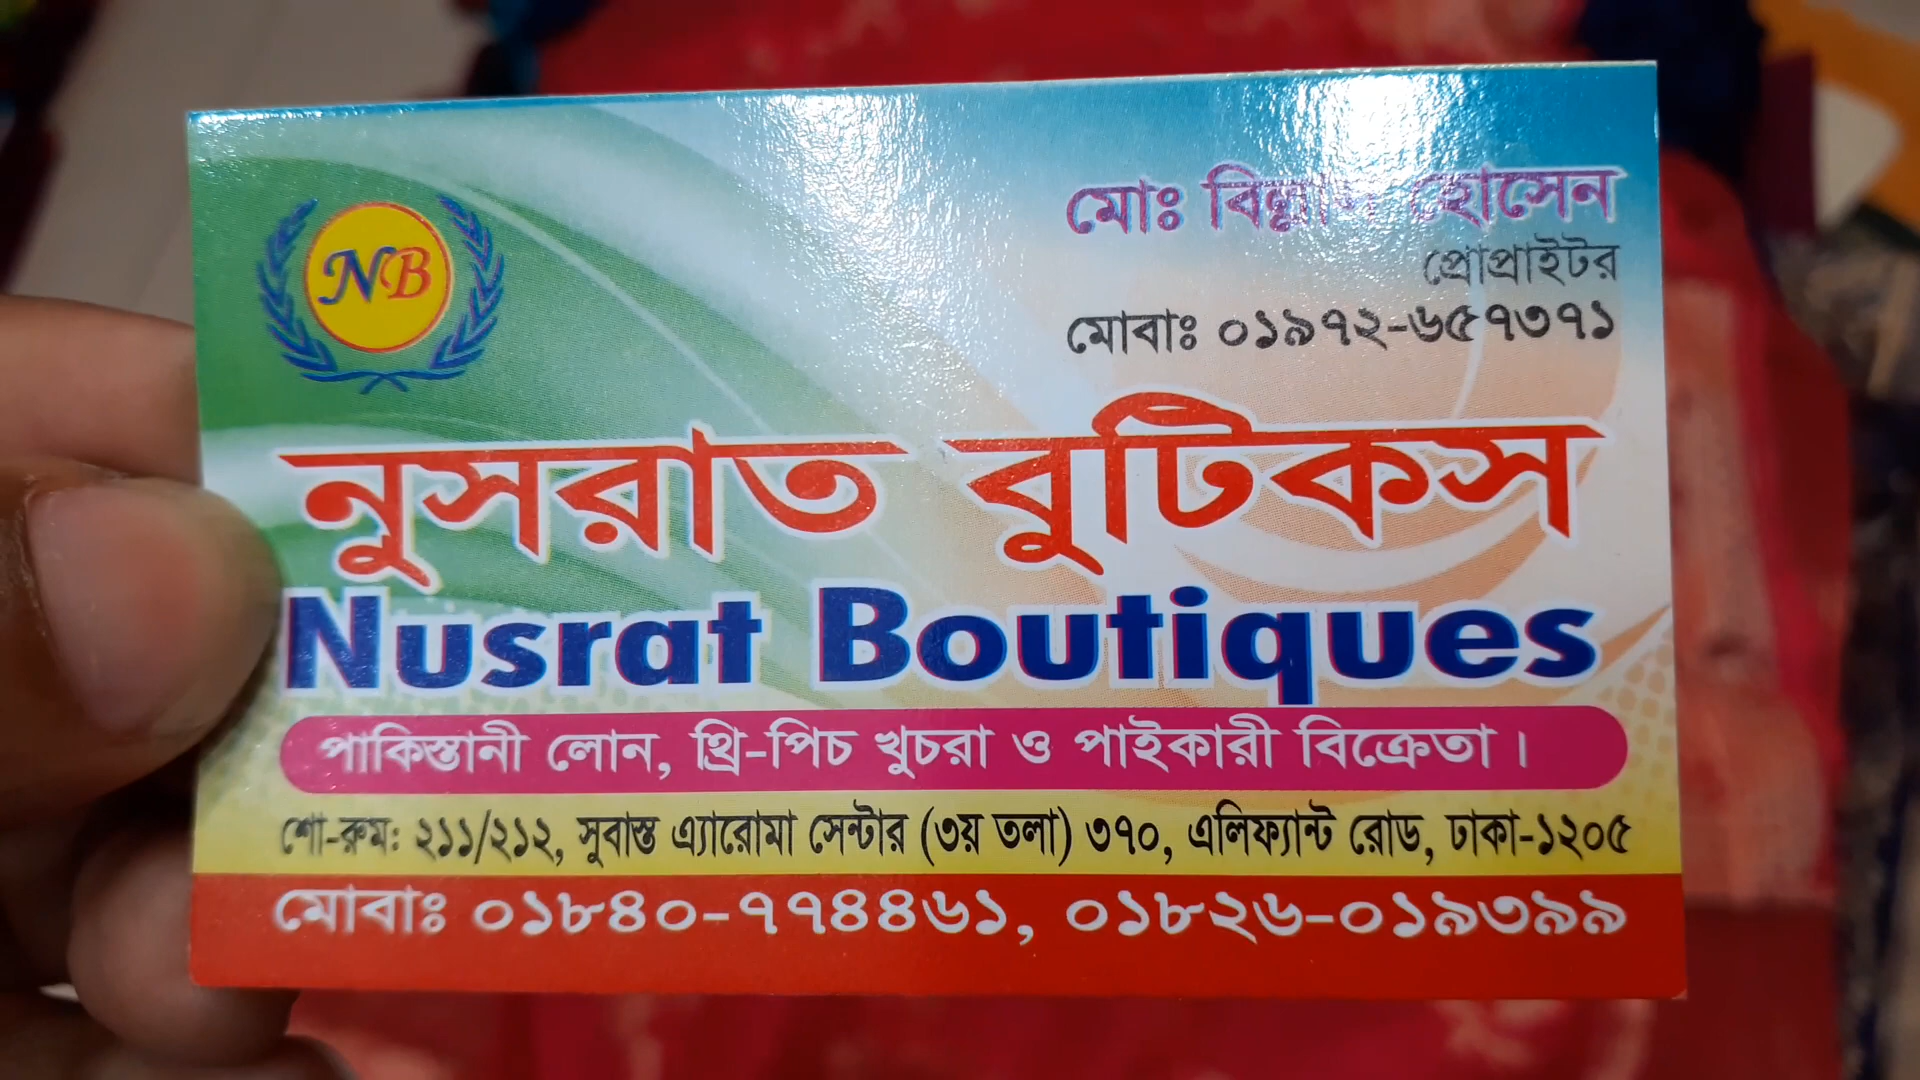 NB
মোঃ বিল্লাল হোসেন
প্রোপ্রাইটর
মোবাঃ ০১৯৭২-৬৫৭৩৭১
নুসরাত বুটিকস
Nusrat Boutiques
পাকিস্তানী লোন, থ্রি-পিচ খুচরা ও পাইকারী বিক্রেতা।
শো-রুম: ২১১/২১২, সুবাস্ত এ্যারোমা সেন্টার (৩য় তলা) ৩৭০, এলিফ্যান্ট রোড, ঢাকা-১২০৫
মোবাঃ ০১৮৪০-৭৭৪৪৬১, ০১৮২৬-০১৯৩৯৯